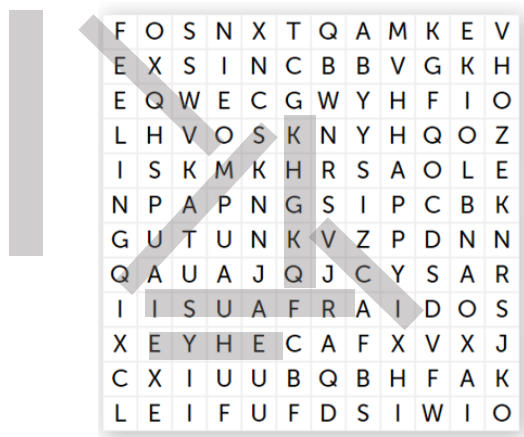 F O S N X T Q A M K E V
E X S I N C B B V G K H
E Q W E C G W Y H F I O
L H V O S K N Y H Q O Z
I S K M K H R S A O L E
N P A P N G S I P C B K
G U T U N K V Z P D N N
Q A U A J Q J C Y S A R
I I S U A F R A I D O S
X E Y H E C A F X V X J
C X I U U B Q B H F A K
L E I F U F D S I W I O